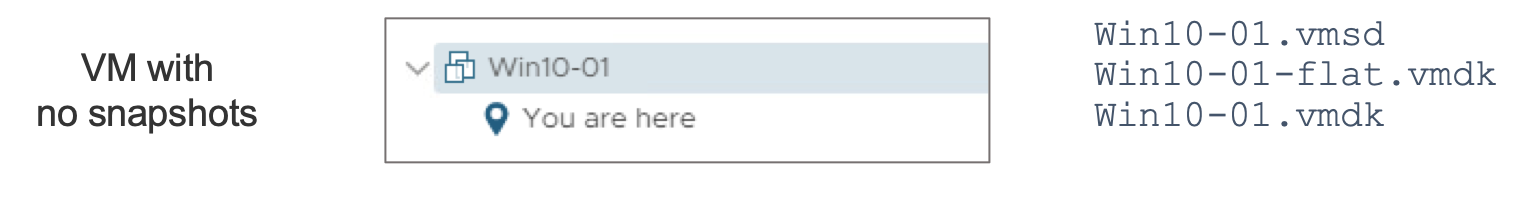 VM with
no snapshots
Win10-01
You are here
Win10-01.vmsd
Win10-01-flat.vmdk
Win10-01.vmdk